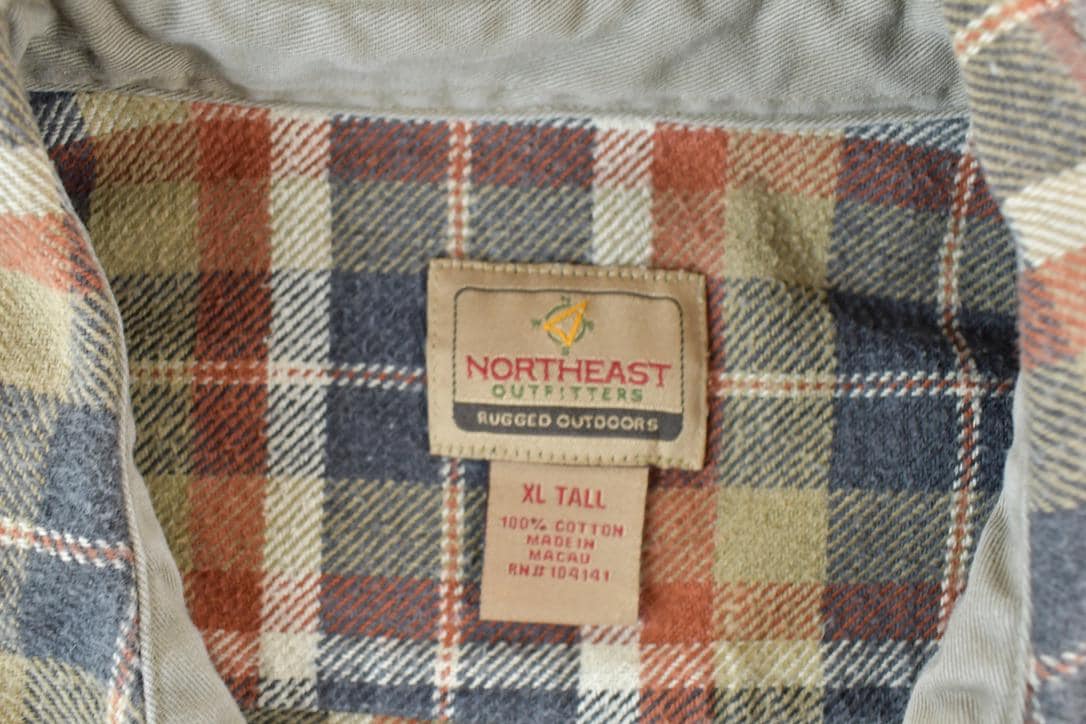 NORTHEAST
OUTFITTERS
RUGGED OUTDOORS
XL TALL
100% COTTON
MADE IN
MACAU
RN# 104141